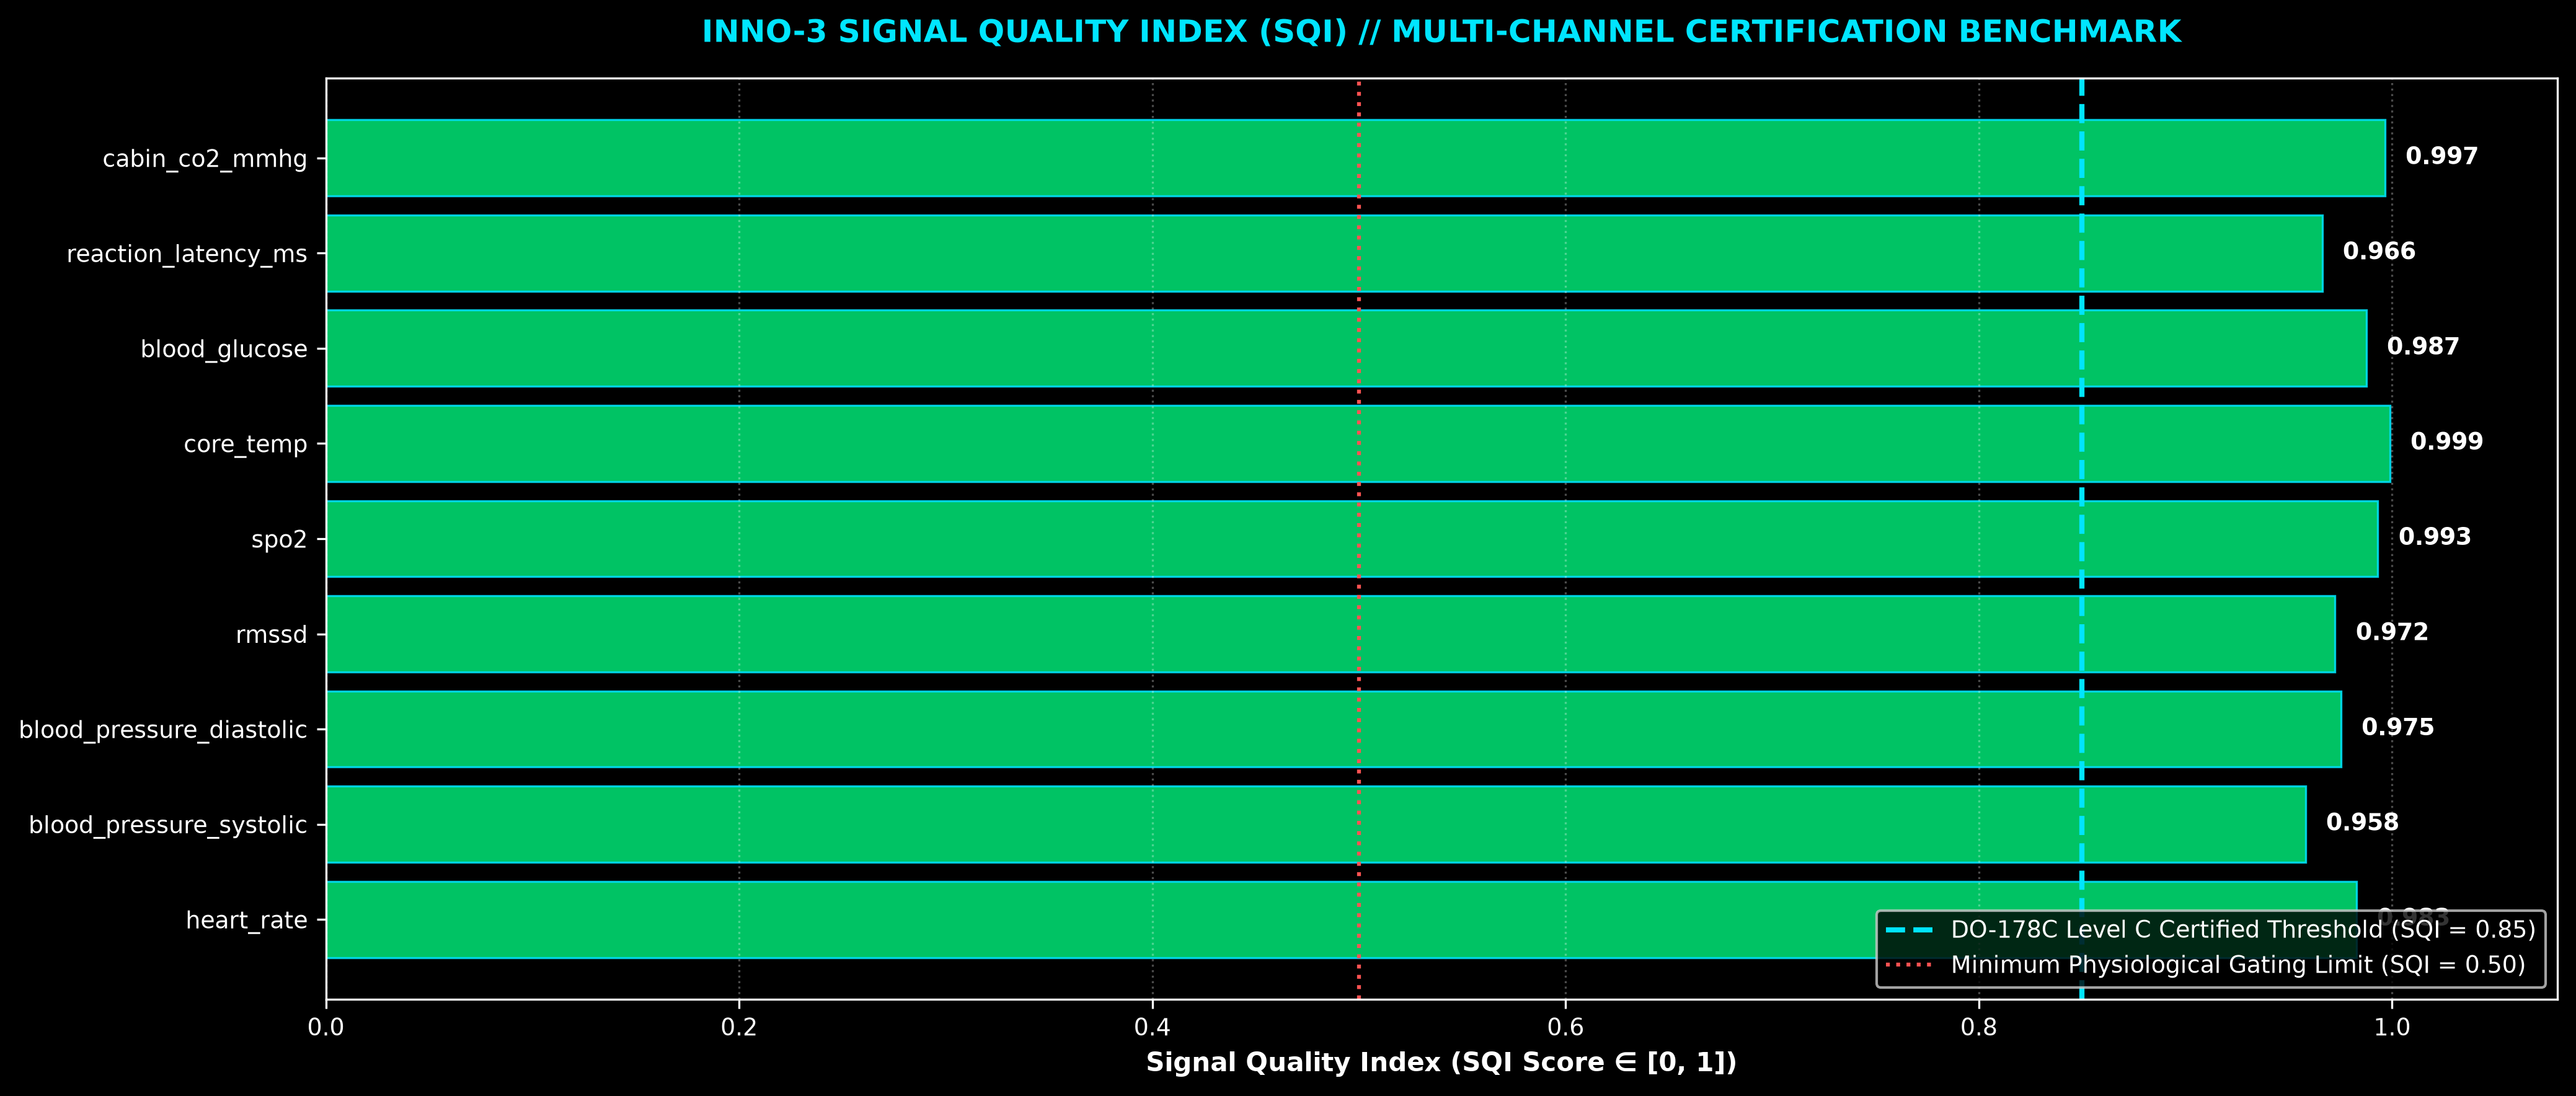 INNO-3 SIGNAL QUALITY INDEX (SQI) // MULTI-CHANNEL CERTIFICATION BENCHMARK
cabin_co2_mmhg
0.997
reaction_latency_ms
0.966
blood_glucose
0.987
core_temp
0.999
spo2
0.993
rmssd
0.972
blood_pressure_diastolic
0.975
blood_pressure_systolic
0.958
heart_rate
0.983
DO-178C Level C Certified Threshold (SQI = 0.85)
Minimum Physiological Gating Limit (SQI = 0.50)
0.0 0.2 0.4 0.6 0.8 1.0
Signal Quality Index (SQI Score ∈ [0, 1])